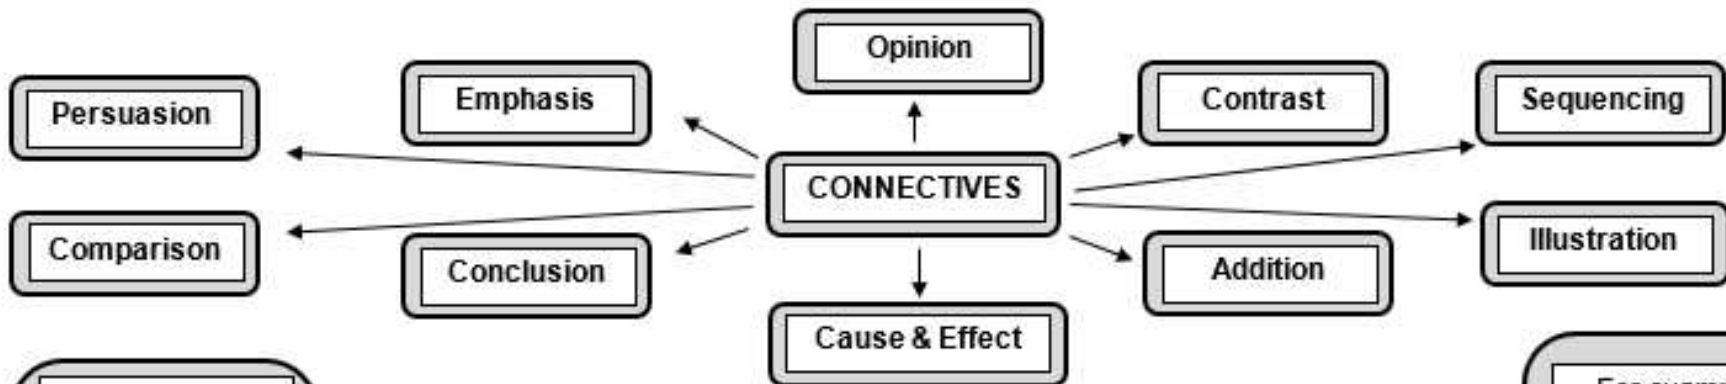 Opinion
Persuasion
Emphasis
Contrast
Sequencing
CONNECTIVES
Comparison
Conclusion
Addition
Illustration
Cause & Effect